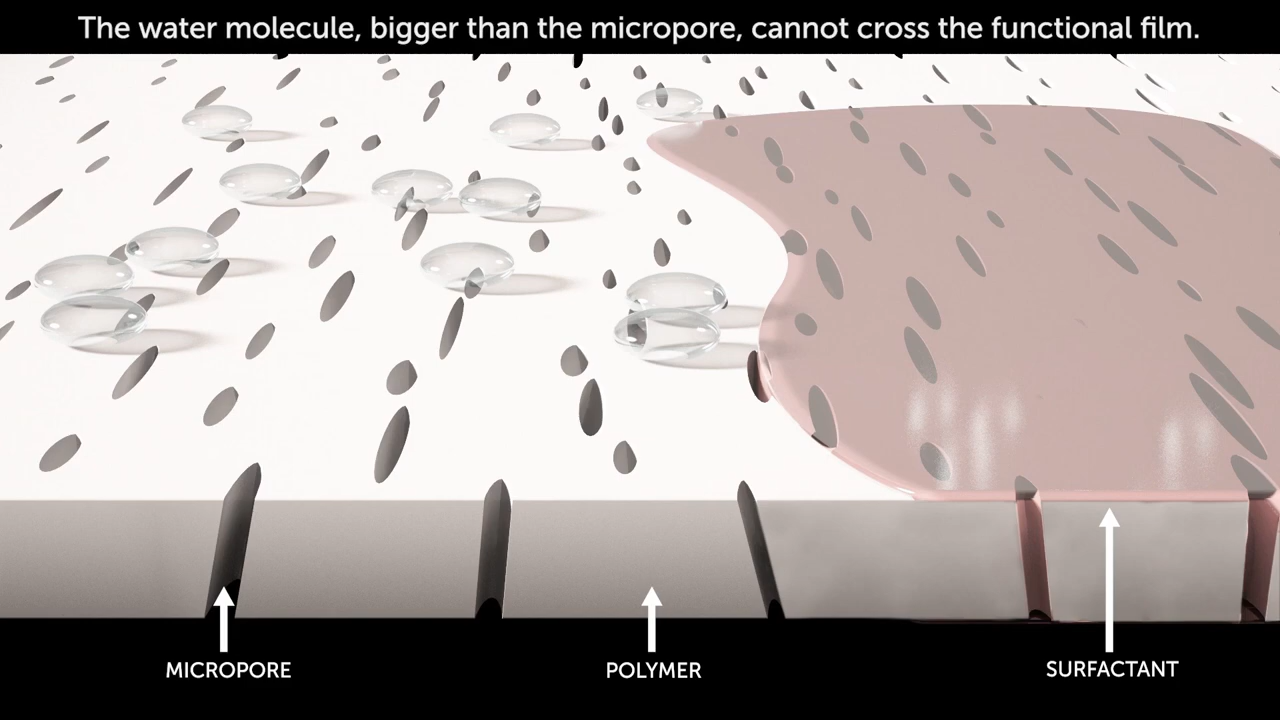 The water molecule, bigger than the micropore, cannot cross the functional film.
MICROPORE
POLYMER
SURFACTANT